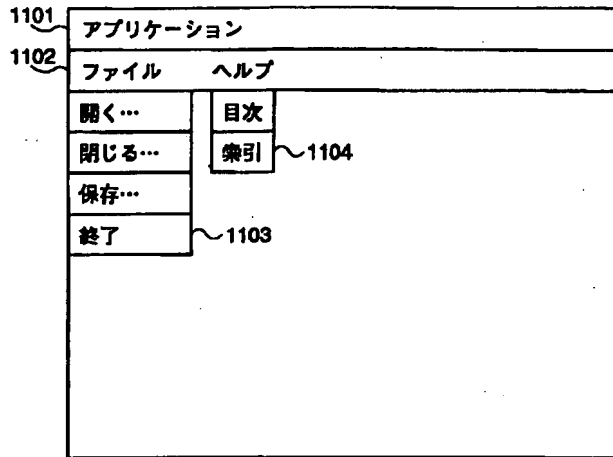 1101 アプリケーション
1102 ファイル ヘルプ
開く… 目次
閉じる… 索引 1104
保存…
終了 1103